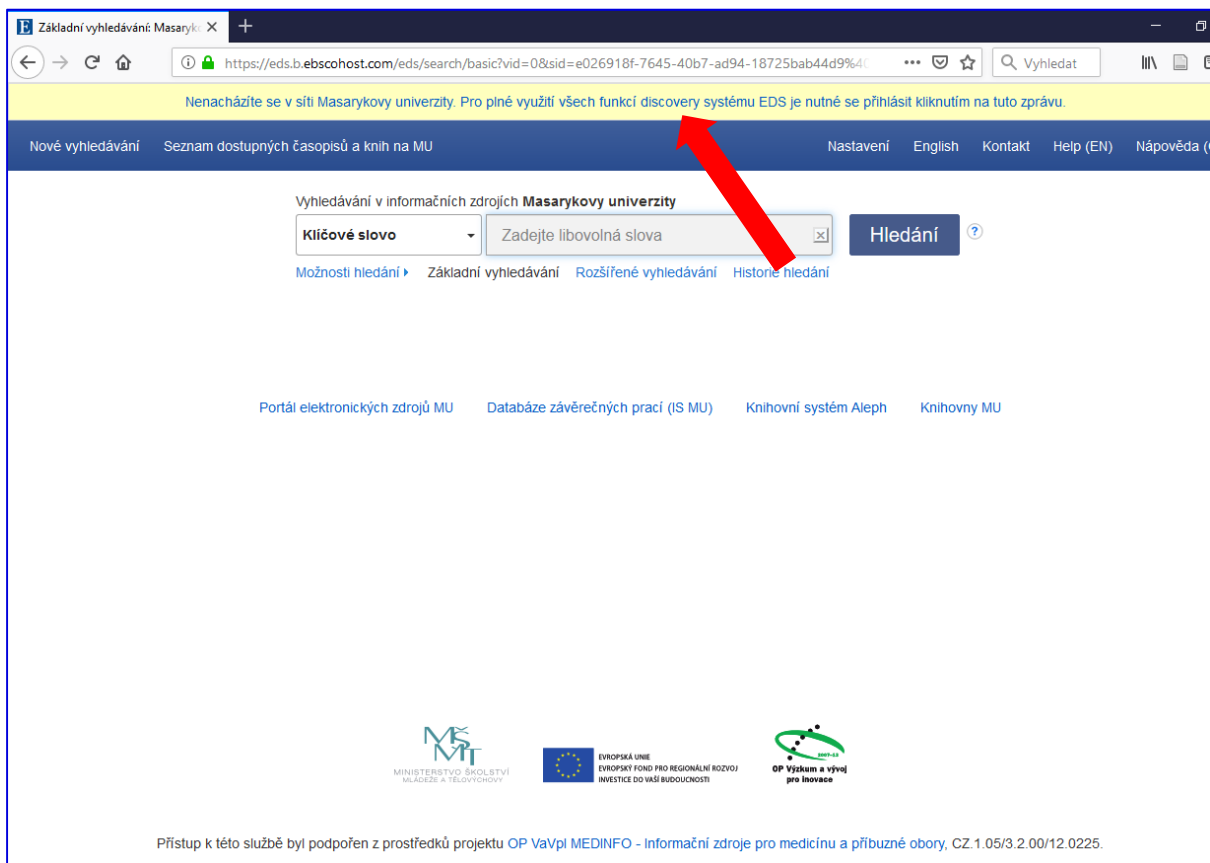 Základní vyhledávání: Masaryk
https://eds.b.ebscohost.com/eds/search/basic?vid=0&sid=e026918f-7645-40b7-ad94-18725bab44d9%4
Vyhledat
Nenacházíte se v síti Masarykovy univerzity. Pro plné využití všech funkcí discovery systému EDS je nutné se přihlásit kliknutím na tuto zprávu.
Nové vyhledávání Seznam dostupných časopisů a knih na MU Nastavení English Kontakt Help (EN) Nápověda (
Vyhledávání v informačních zdrojích Masarykovy univerzity
Klíčové slovo Zadejte libovolná slova Hledání ?
Možnosti hledání Základní vyhledávání Rozšířené vyhledávání Historie hledání
Portál elektronických zdrojů MU Databáze závěrečných prací (IS MU) Knihovní systém Aleph Knihovny MU
MŠMT
MINISTERSTVO ŠKOLSTVÍ
MLÁDEŽE A TĚLOVÝCHOVY
EVROPSKÁ UNIE
EVROPSKÝ FOND PRO REGIONÁLNÍ ROZVOJ
INVESTICE DO VAŠÍ BUDOUCNOSTI
2007-13
OP Výzkum a vývoj
pro inovace
Přístup k této službě byl podpořen z prostředků projektu OP VaVpI MEDINFO - Informační zdroje pro medicínu a příbuzné obory, CZ.1.05/3.2.00/12.0225.